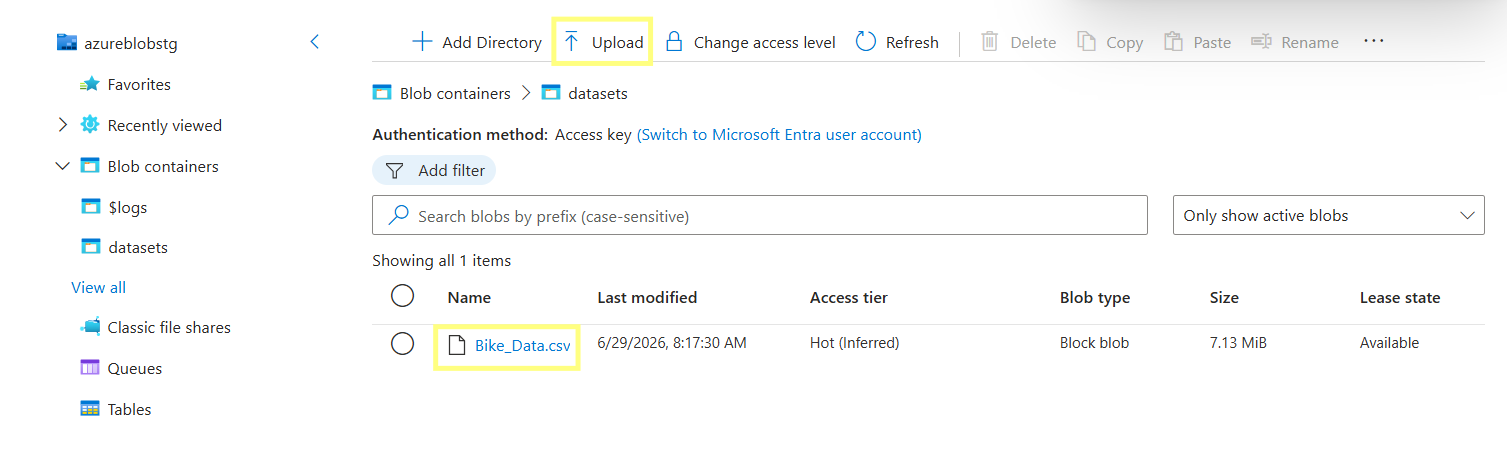 azureblobstg
Favorites
Recently viewed
Blob containers
$logs
datasets
View all
Classic file shares
Queues
Tables
Add Directory Upload Change access level Refresh Delete Copy Paste Rename ...
Blob containers > datasets
Authentication method: Access key (Switch to Microsoft Entra user account)
Add filter
Search blobs by prefix (case-sensitive) Only show active blobs
Showing all 1 items
Name Last modified Access tier Blob type Size Lease state
Bike_Data.csv 6/29/2026, 8:17:30 AM Hot (Inferred) Block blob 7.13 MiB Available